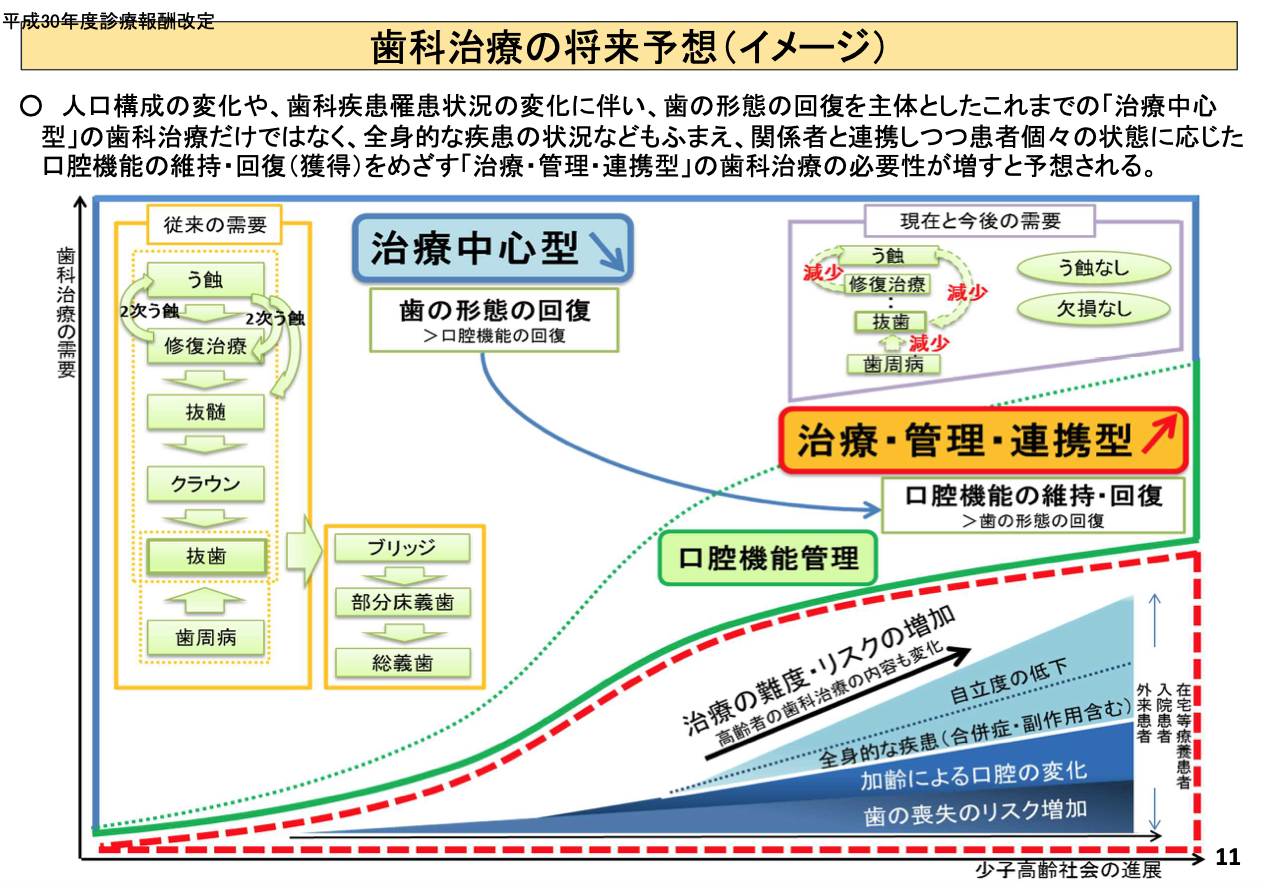 平成30年度診療報酬改定
歯科治療の将来予想（イメージ）
○　人口構成の変化や、歯科疾患罹患状況の変化に伴い、歯の形態の回復を主体としたこれまでの「治療中心
型」の歯科治療だけではなく、全身的な疾患の状況などもふまえ、関係者と連携しつつ患者個々の状態に応じた
口腔機能の維持・回復（獲得）をめざす「治療・管理・連携型」の歯科治療の必要性が増すと予想される。
歯科治療の需要
従来の需要
う蝕
2次う蝕
2次う蝕
修復治療
抜髄
クラウン
抜歯
歯周病
ブリッジ
部分床義歯
総義歯
治療中心型
歯の形態の回復
＞口腔機能の回復
現在と今後の需要
う蝕
減少
修復治療
減少
：
抜歯
減少
歯周病
う蝕なし
欠損なし
治療・管理・連携型
口腔機能の維持・回復
＞歯の形態の回復
口腔機能管理
治療の難度・リスクの増加
高齢者の歯科治療の内容も変化
自立度の低下
全身的な疾患（合併症・副作用含む）
加齢による口腔の変化
歯の喪失のリスク増加
在宅等療養患者
入院患者
外来患者
少子高齢社会の進展
11